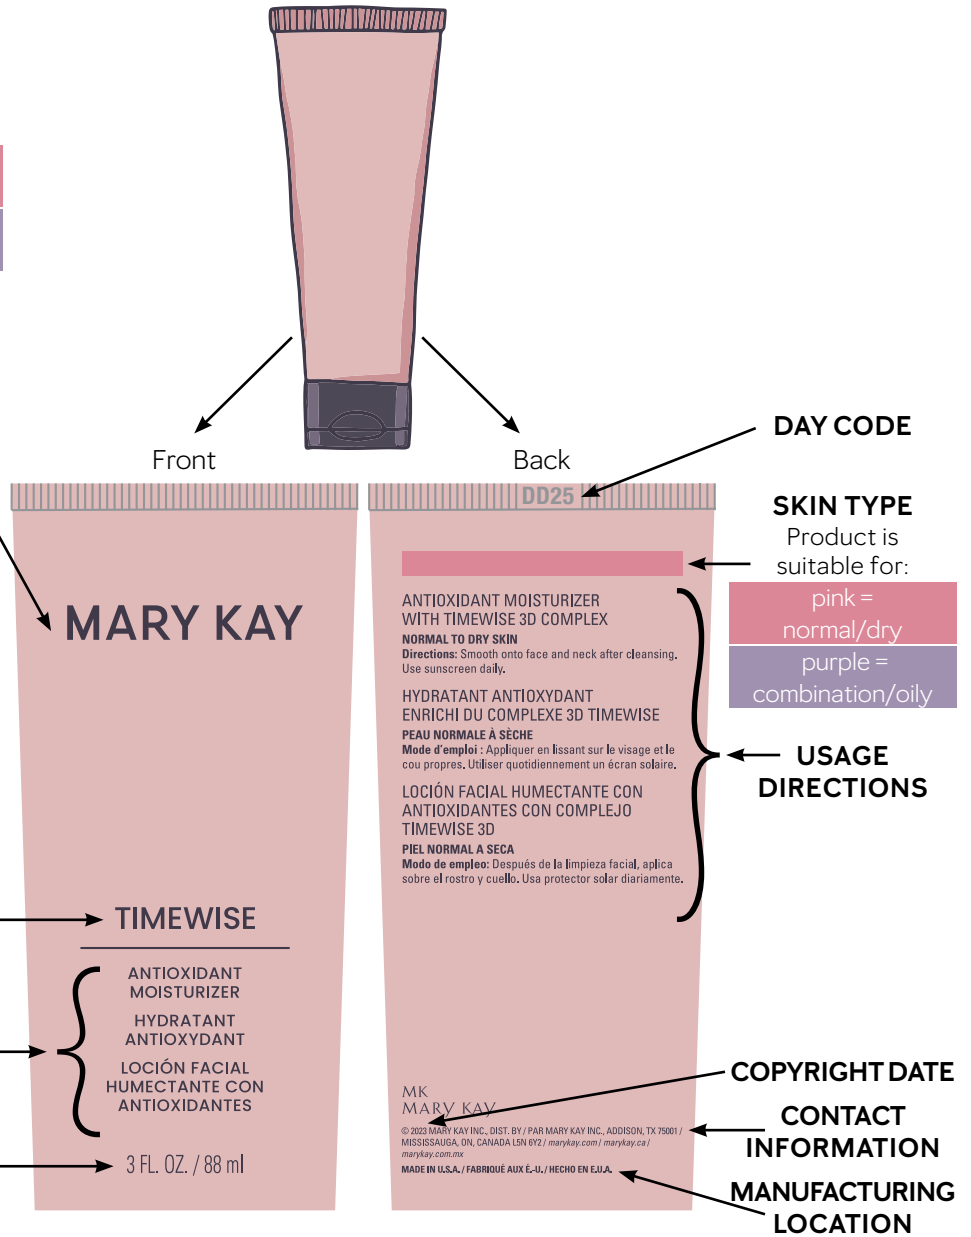 Front
Back
DAY CODE
DD25
SKIN TYPE
Product is
suitable for:
pink =
normal/dry
purple =
combination/oily
MARY KAY
TIMEWISE
ANTIOXIDANT
MOISTURIZER
HYDRATANT
ANTIOXYDANT
LOCIÓN FACIAL
HUMECTANTE CON
ANTIOXIDANTES
3 FL. OZ. / 88 ml
ANTIOXIDANT MOISTURIZER
WITH TIMEWISE 3D COMPLEX
NORMAL TO DRY SKIN
Directions: Smooth onto face and neck after cleansing.
Use sunscreen daily.
HYDRATANT ANTIOXYDANT
ENRICHI DU COMPLEXE 3D TIMEWISE
PEAU NORMALE À SÈCHE
Mode d'emploi : Appliquer en lissant sur le visage et le
cou propres. Utiliser quotidiennement un écran solaire.
LOCIÓN FACIAL HUMECTANTE CON
ANTIOXIDANTES CON COMPLEJO
TIMEWISE 3D
PIEL NORMAL A SECA
Modo de empleo: Después de la limpieza facial, aplica
sobre el rostro y cuello. Usa protector solar diariamente.
USAGE
DIRECTIONS
MK
MARY KAY
© 2023 MARY KAY INC., DIST. BY / PAR MARY KAY INC., ADDISON, TX 75001 /
MISSISSAUGA, ON, CANADA L5N 6Y2 / marykay.com / marykay.ca /
marykay.com.mx
MADE IN U.S.A. / FABRIQUÉ AUX É.-U. / HECHO EN E.U.A.
COPYRIGHT DATE
CONTACT
INFORMATION
MANUFACTURING
LOCATION